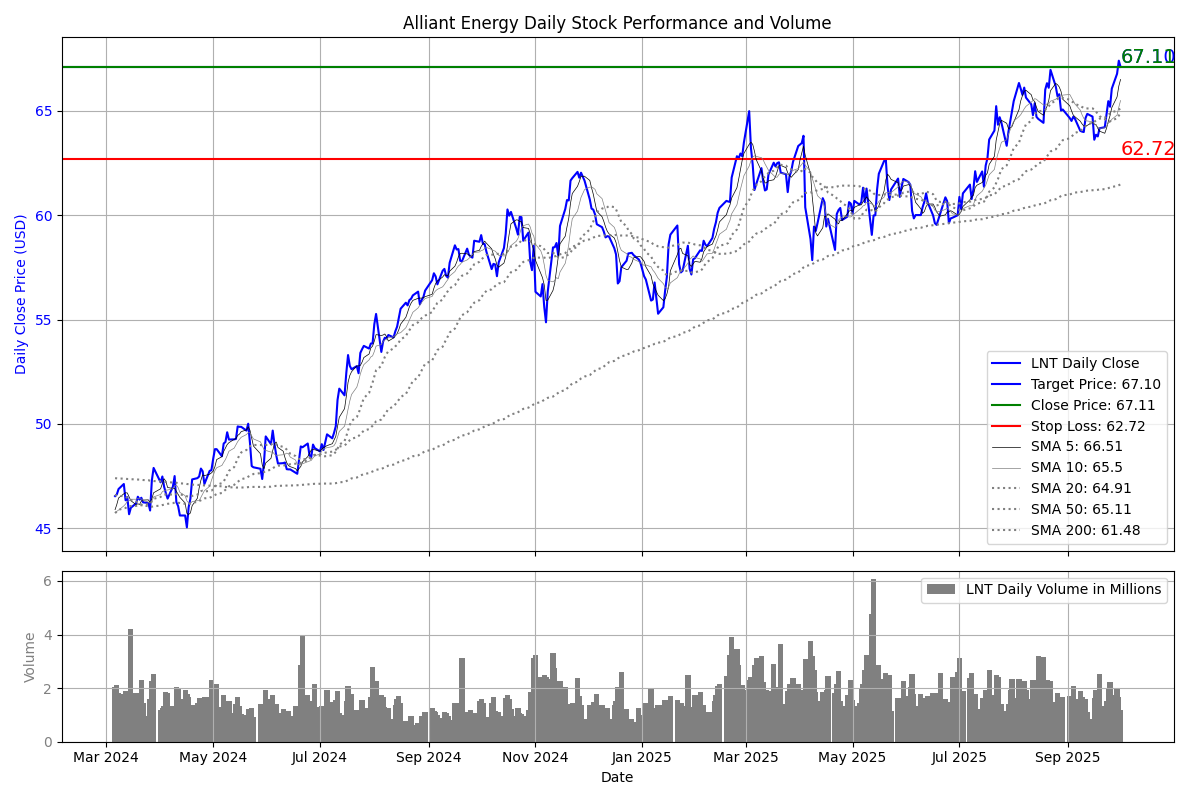 Alliant Energy Daily Stock Performance and Volume
67.10
62.72
65
60
55
50
45
Daily Close Price (USD)
LNT Daily Close
Target Price: 67.10
Close Price: 67.11
Stop Loss: 62.72
SMA 5: 66.51
SMA 10: 65.5
SMA 20: 64.91
SMA 50: 65.11
SMA 200: 61.48
6
4
2
0
Volume
LNT Daily Volume in Millions
Mar 2024 May 2024 Jul 2024 Sep 2024 Nov 2024 Jan 2025 Mar 2025 May 2025 Jul 2025 Sep 2025
Date